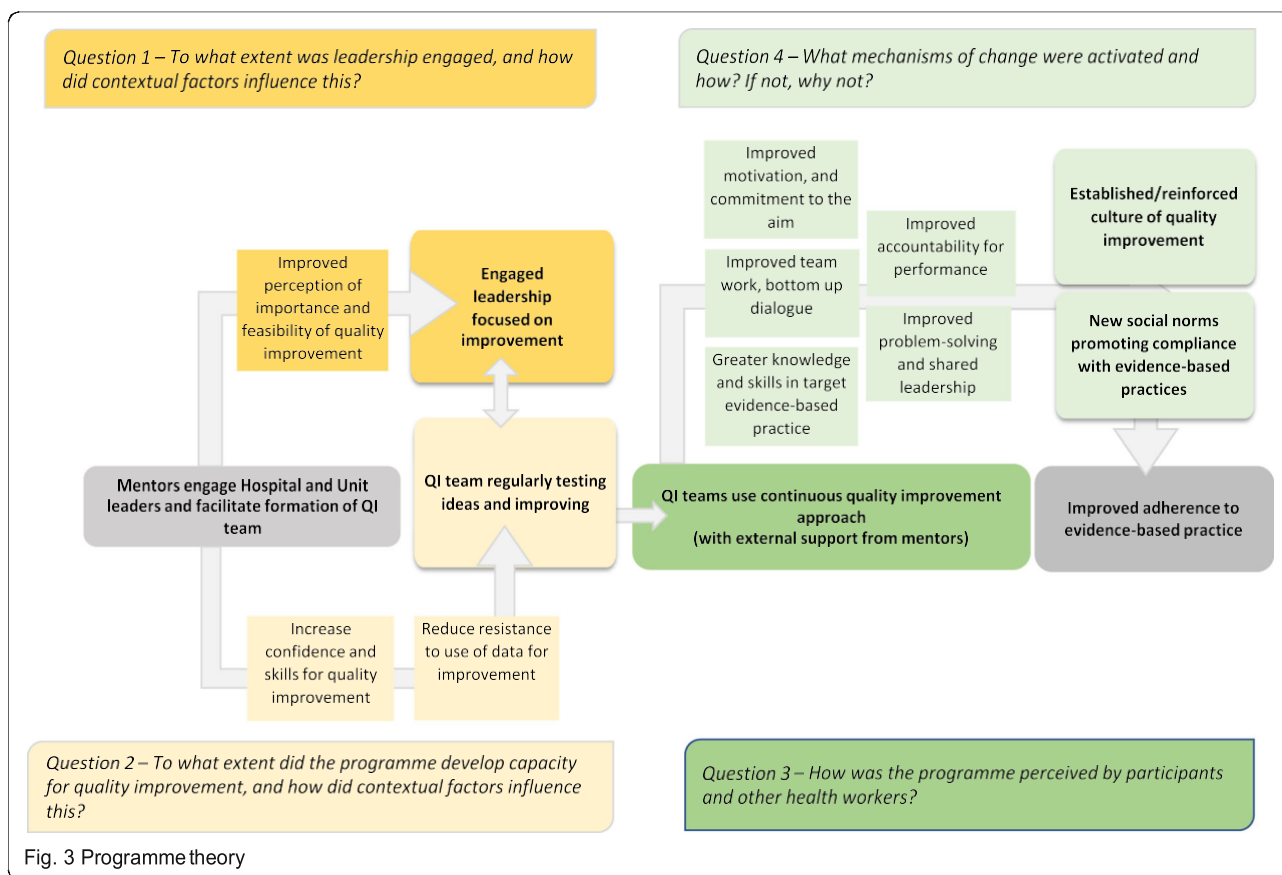 Question 1 – To what extent was leadership engaged, and how
did contextual factors influence this?
Question 4 – What mechanisms of change were activated and
how? If not, why not?
Improved
perception of
importance and
feasibility of quality
improvement
Engaged
leadership
focused on
improvement
Improved
motivation, and
commitment to the
aim
Improved team
work, bottom up
dialogue
Greater knowledge
and skills in target
evidence-based
practice
Improved
accountability for
performance
Improved
problem-solving
and shared
leadership
Established/reinforced
culture of quality
improvement
New social norms
promoting compliance
with evidence-based
practices
Mentors engage Hospital and Unit
leaders and facilitate formation of QI
team
QI team regularly testing
ideas and improving
QI teams use continuous quality improvement
approach
(with external support from mentors)
Improved adherence to
evidence-based practice
Increase
confidence and
skills for quality
improvement
Reduce resistance
to use of data for
improvement
Question 2 – To what extent did the programme develop capacity
for quality improvement, and how did contextual factors influence
this?
Question 3 – How was the programme perceived by participants
and other health workers?
Fig. 3 Programme theory